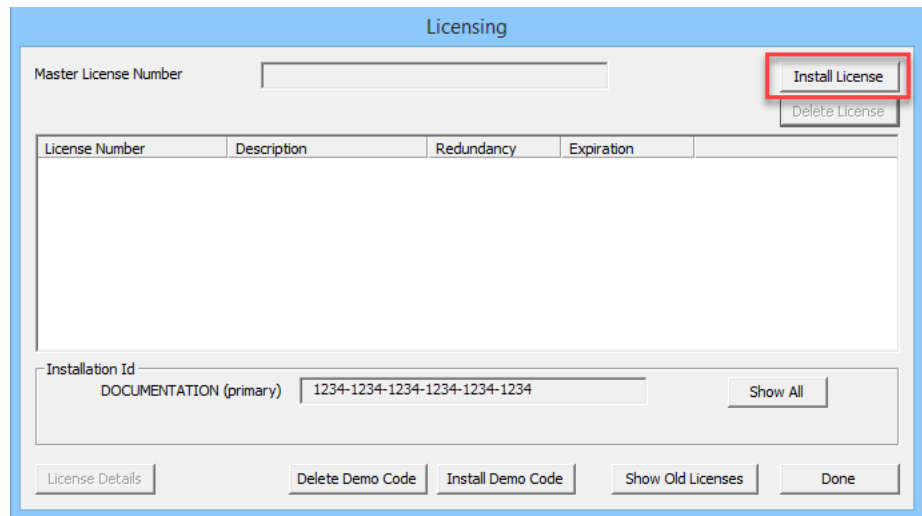 Licensing
Master License Number
Install License
Delete License
License Number Description Redundancy Expiration
Installation Id
DOCUMENTATION (primary) 1234-1234-1234-1234-1234-1234 Show All
License Details Delete Demo Code Install Demo Code Show Old Licenses Done